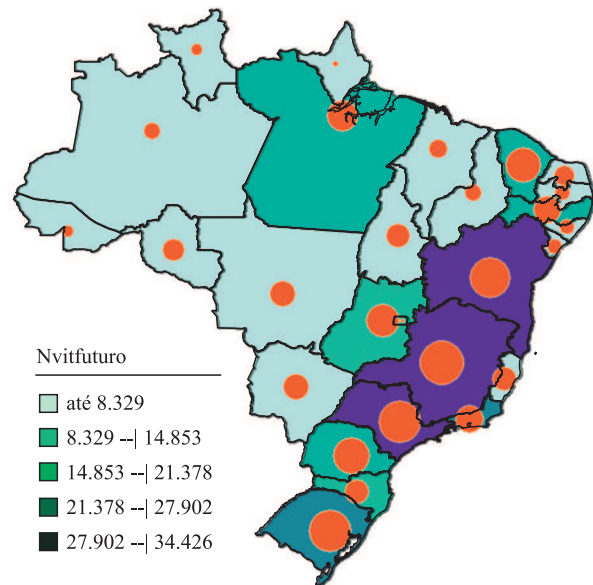 Nvitfuturo
até 8.329
8.329 --| 14.853
14.853 --| 21.378
21.378 --| 27.902
27.902 --| 34.426